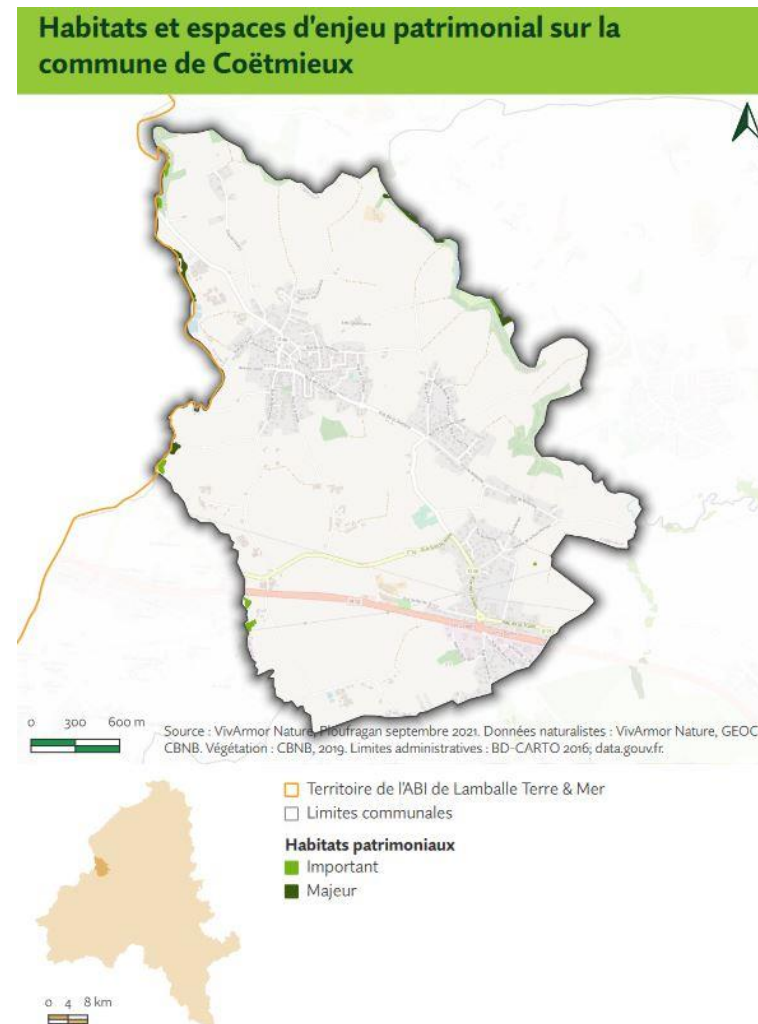 Habitats et espaces d'enjeu patrimonial sur la
commune de Coëtmieux
0 300 600 m
Source : VivArmor Nature, Ploufragan septembre 2021. Données naturalistes : VivArmor Nature, GEOC
CBNB. Végétation : CBNB, 2019. Limites administratives : BD-CARTO 2016; data.gouv.fr.
Territoire de l'ABI de Lamballe Terre & Mer
Limites communales
Habitats patrimoniaux
Important
Majeur
0 4 8 km